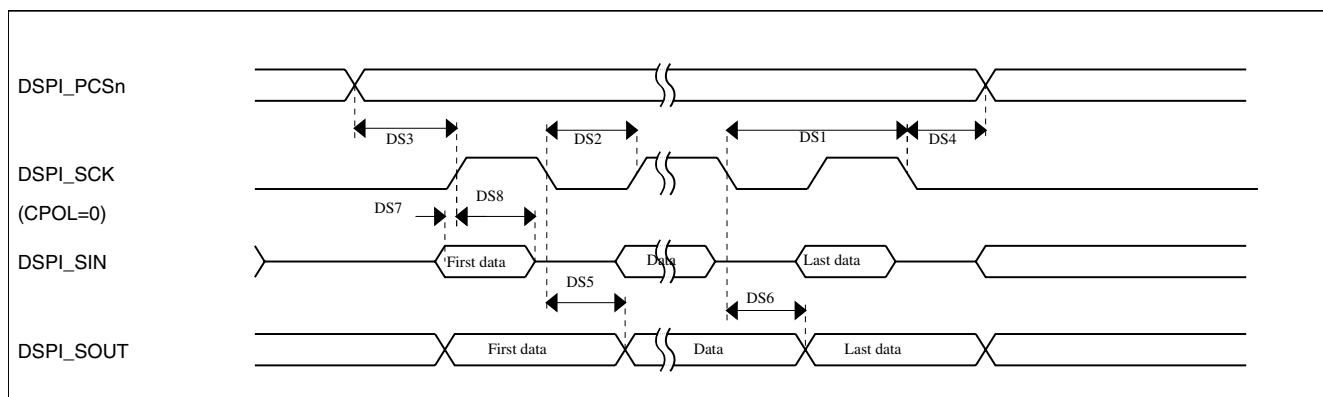 DSPI_PCSn
DS3
DS2
DS1
DS4
DSPI_SCK
(CPOL=0)
DS7
DS8
DSPI_SIN
First data
Data
Last data
DS5
DS6
DSPI_SOUT
First data
Data
Last data